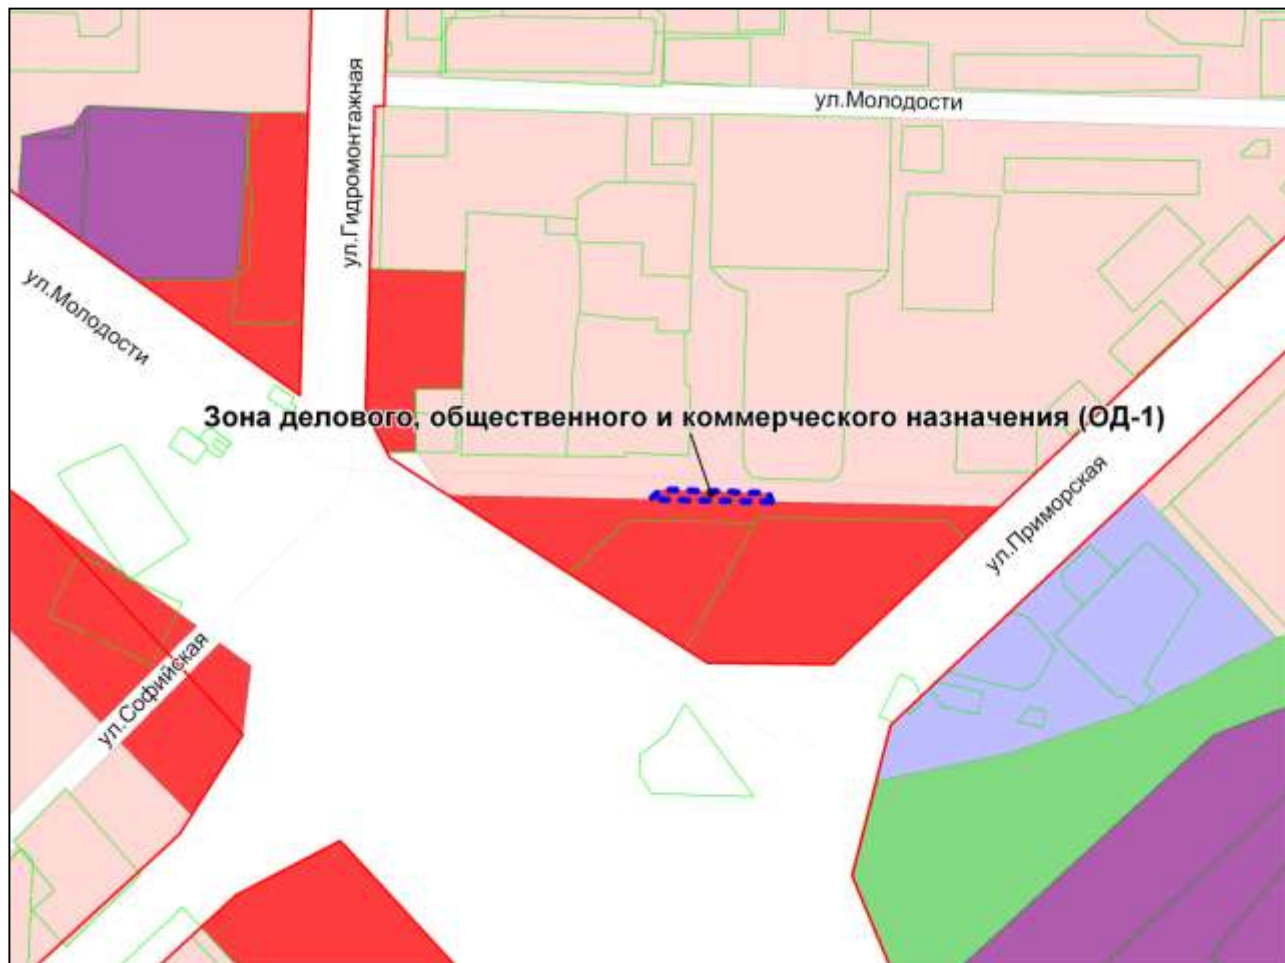 ул.Молодости
ул.Гидромонтажная
ул.Молодости
Зона делового, общественного и коммерческого назначения (ОД-1)
ул.Приморская
ул.Софийская